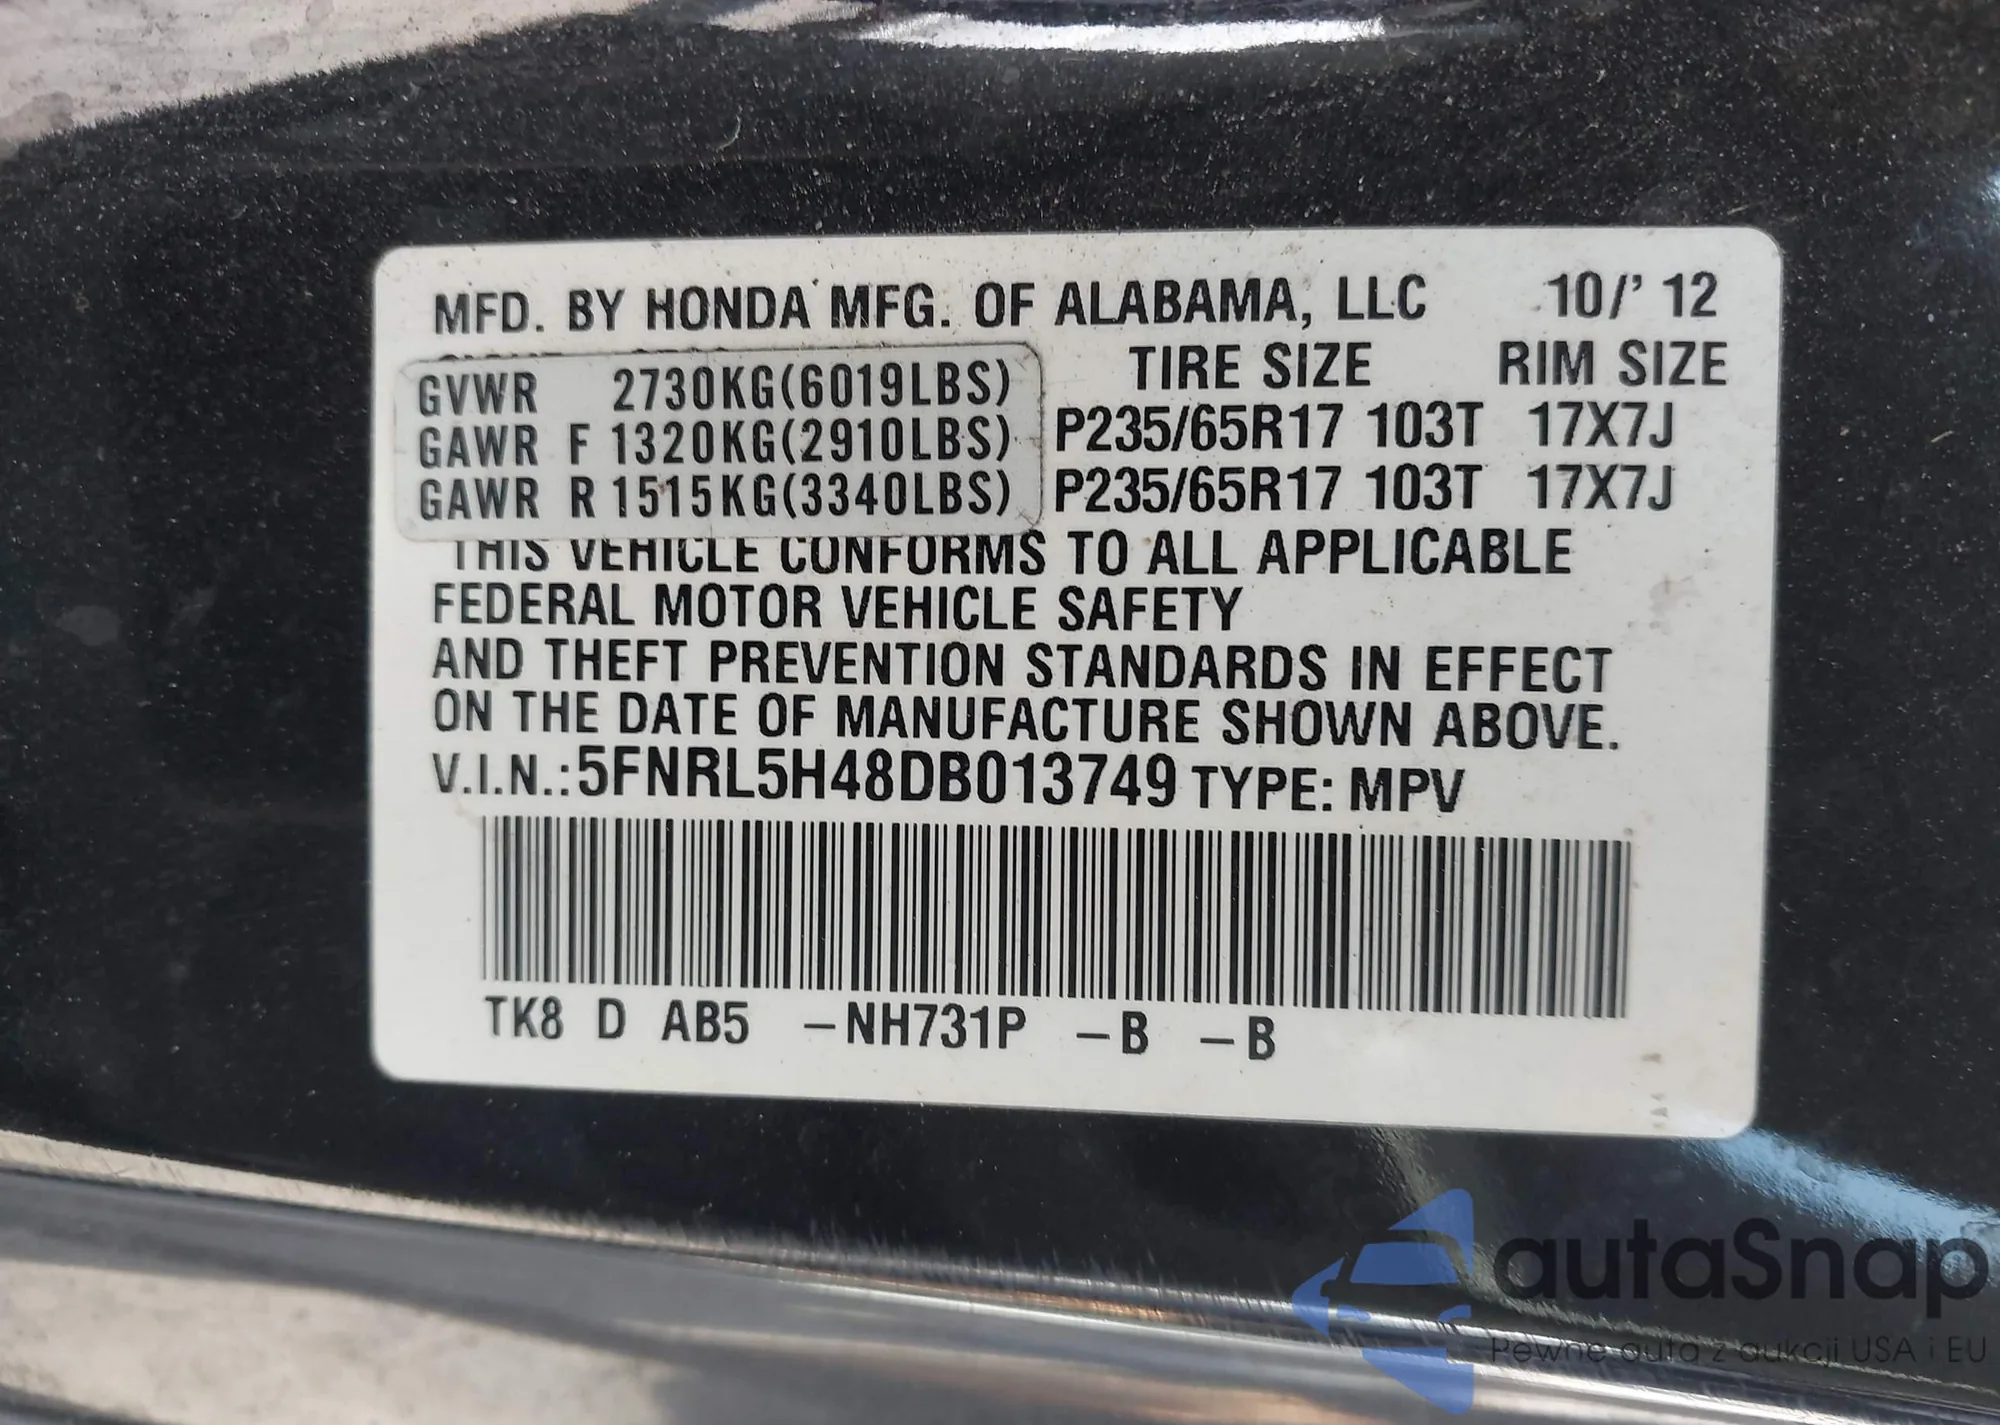 MFD. BY HONDA MFG. OF ALABAMA, LLC 10/' 12
TIRE SIZE RIM SIZE
GVWR 2730KG(6019LBS)
GAWR F 1320KG(2910LBS) P235/65R17 103T 17X7J
GAWR R 1515KG(3340LBS) P235/65R17 103T 17X7J
THIS VEHICLE CONFORMS TO ALL APPLICABLE
FEDERAL MOTOR VEHICLE SAFETY
AND THEFT PREVENTION STANDARDS IN EFFECT
ON THE DATE OF MANUFACTURE SHOWN ABOVE.
V.I.N.:5FNRL5H48DB013749 TYPE: MPV
TK8 D AB5 –NH731P –B –B
autaSnap
Pewne auta z aukcji USA i EU